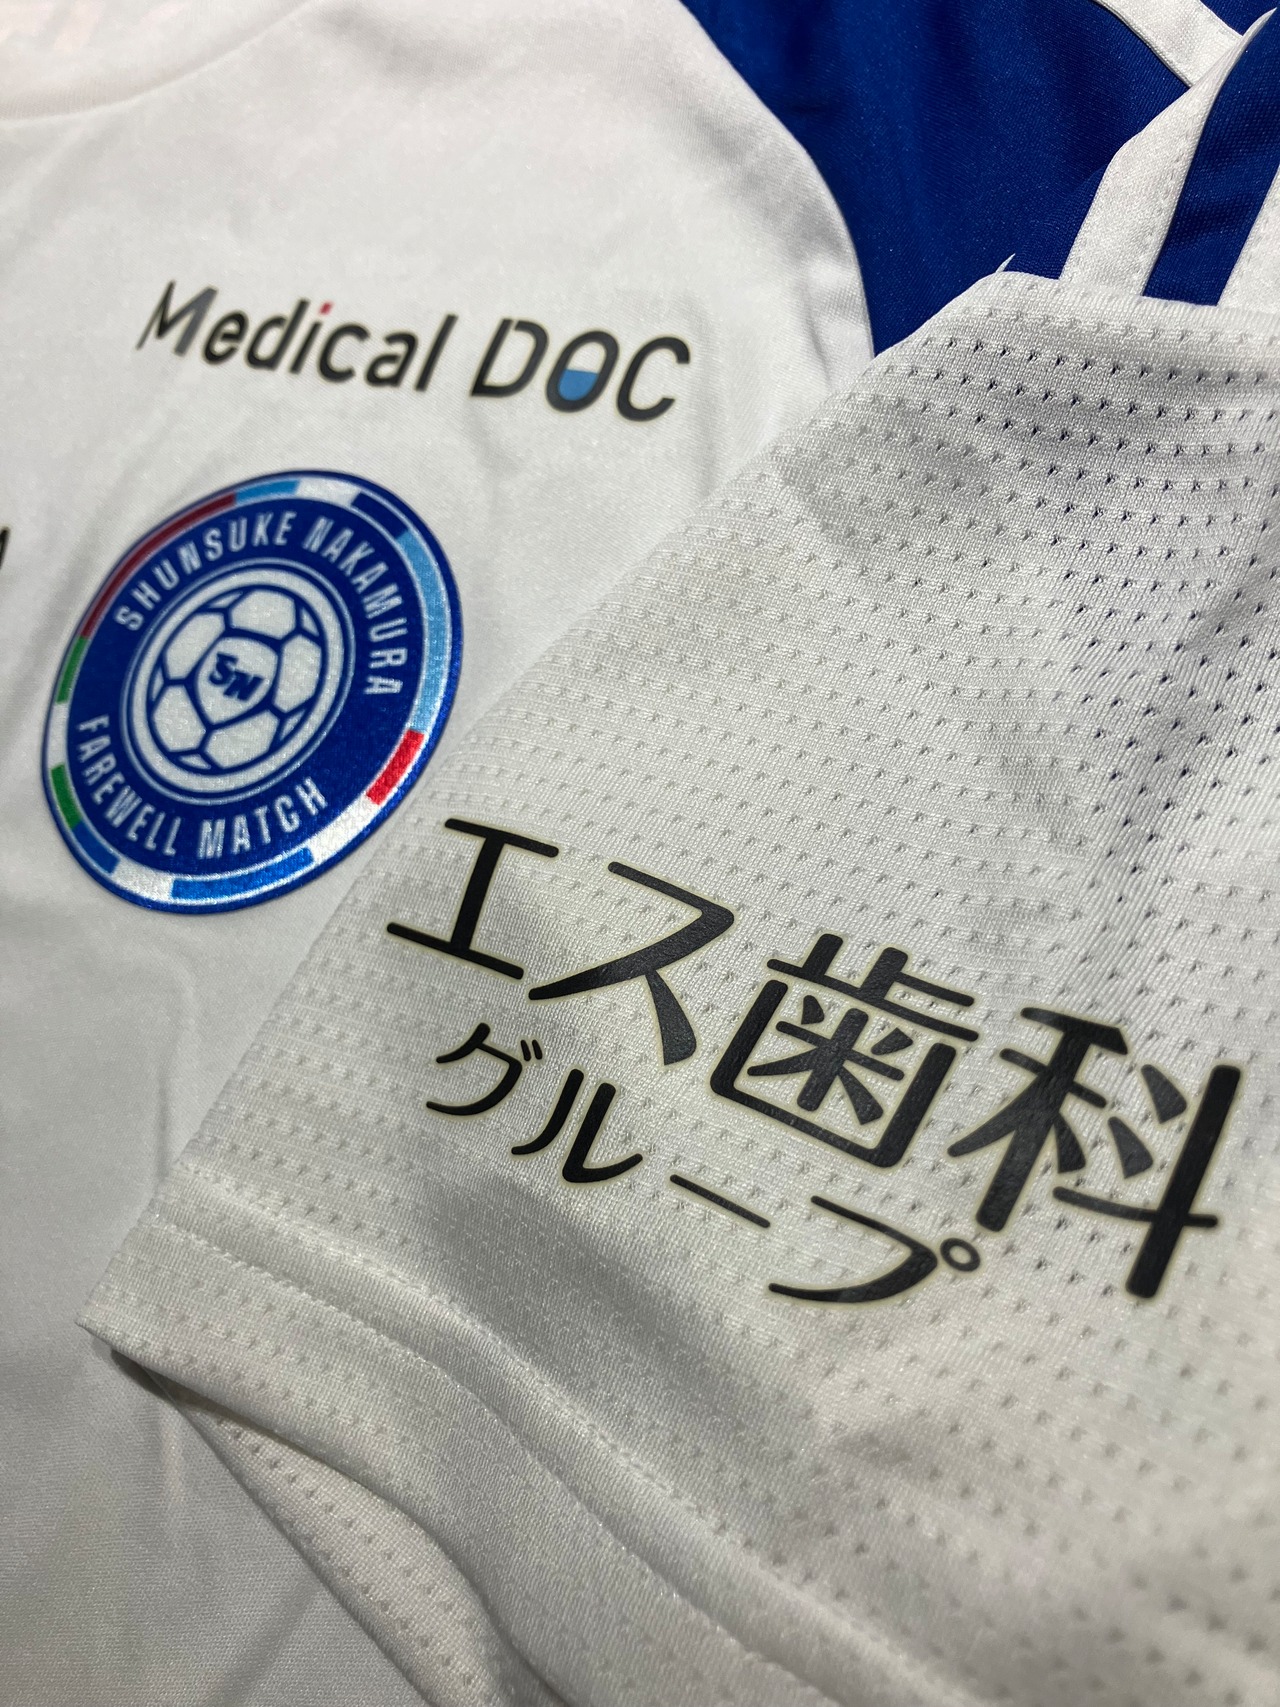 Medical DOC
SHUNSUKE NAKAMURA
SN
FAREWELL MATCH
エス歯科
グループ